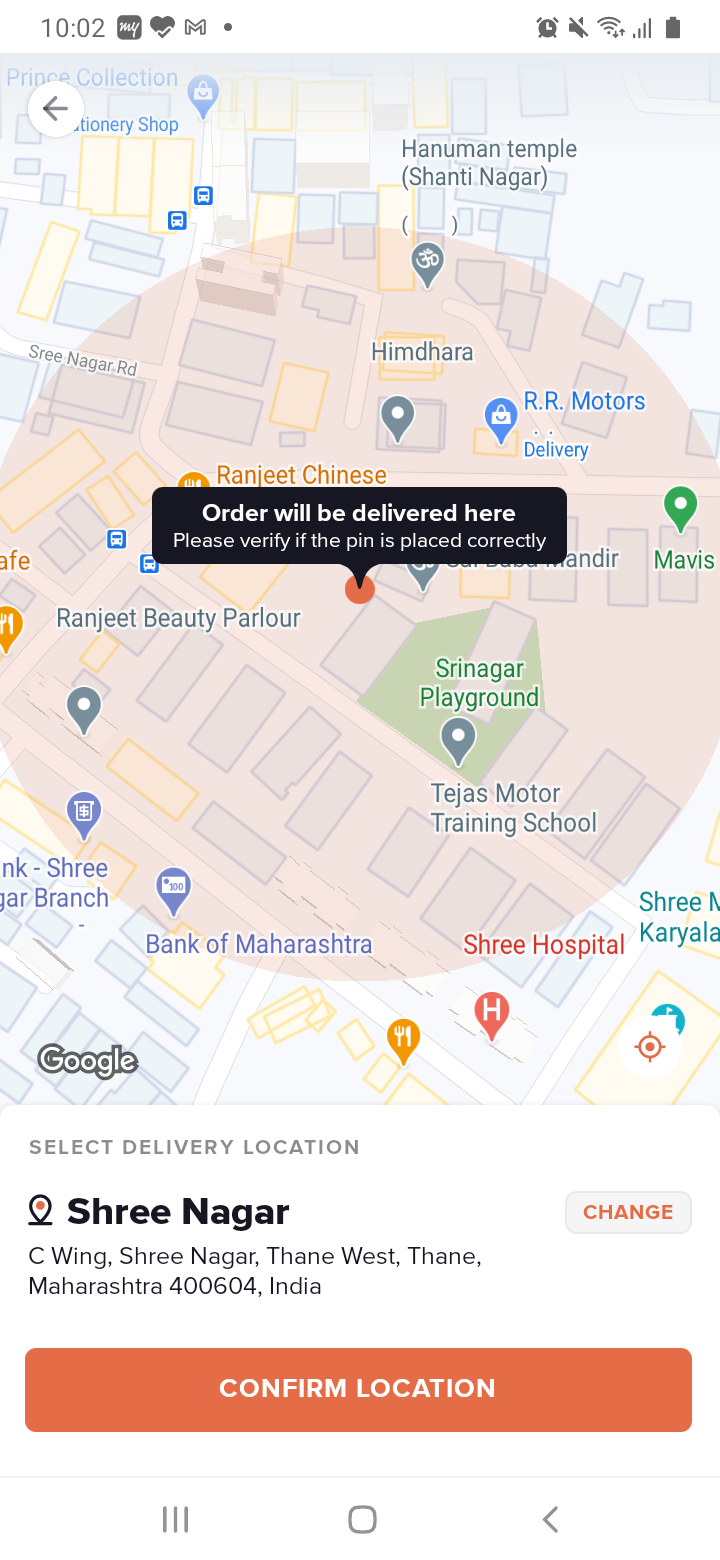 10:02
my
Prince Collection
ationery Shop
Hanuman temple
(Shanti Nagar)
( )
Himdhara
Sree Nagar Rd
R.R. Motors
Delivery
Ranjeet Chinese
Order will be delivered here
Please verify if the pin is placed correctly
Sai Baba Mandir
Mavis
afe
Ranjeet Beauty Parlour
Srinagar
Playground
Tejas Motor
Training School
nk - Shree
gar Branch
-
100
Bank of Maharashtra
Shree M
Karyala
Shree Hospital
H
Google
SELECT DELIVERY LOCATION
Shree Nagar
CHANGE
C Wing, Shree Nagar, Thane West, Thane,
Maharashtra 400604, India
CONFIRM LOCATION